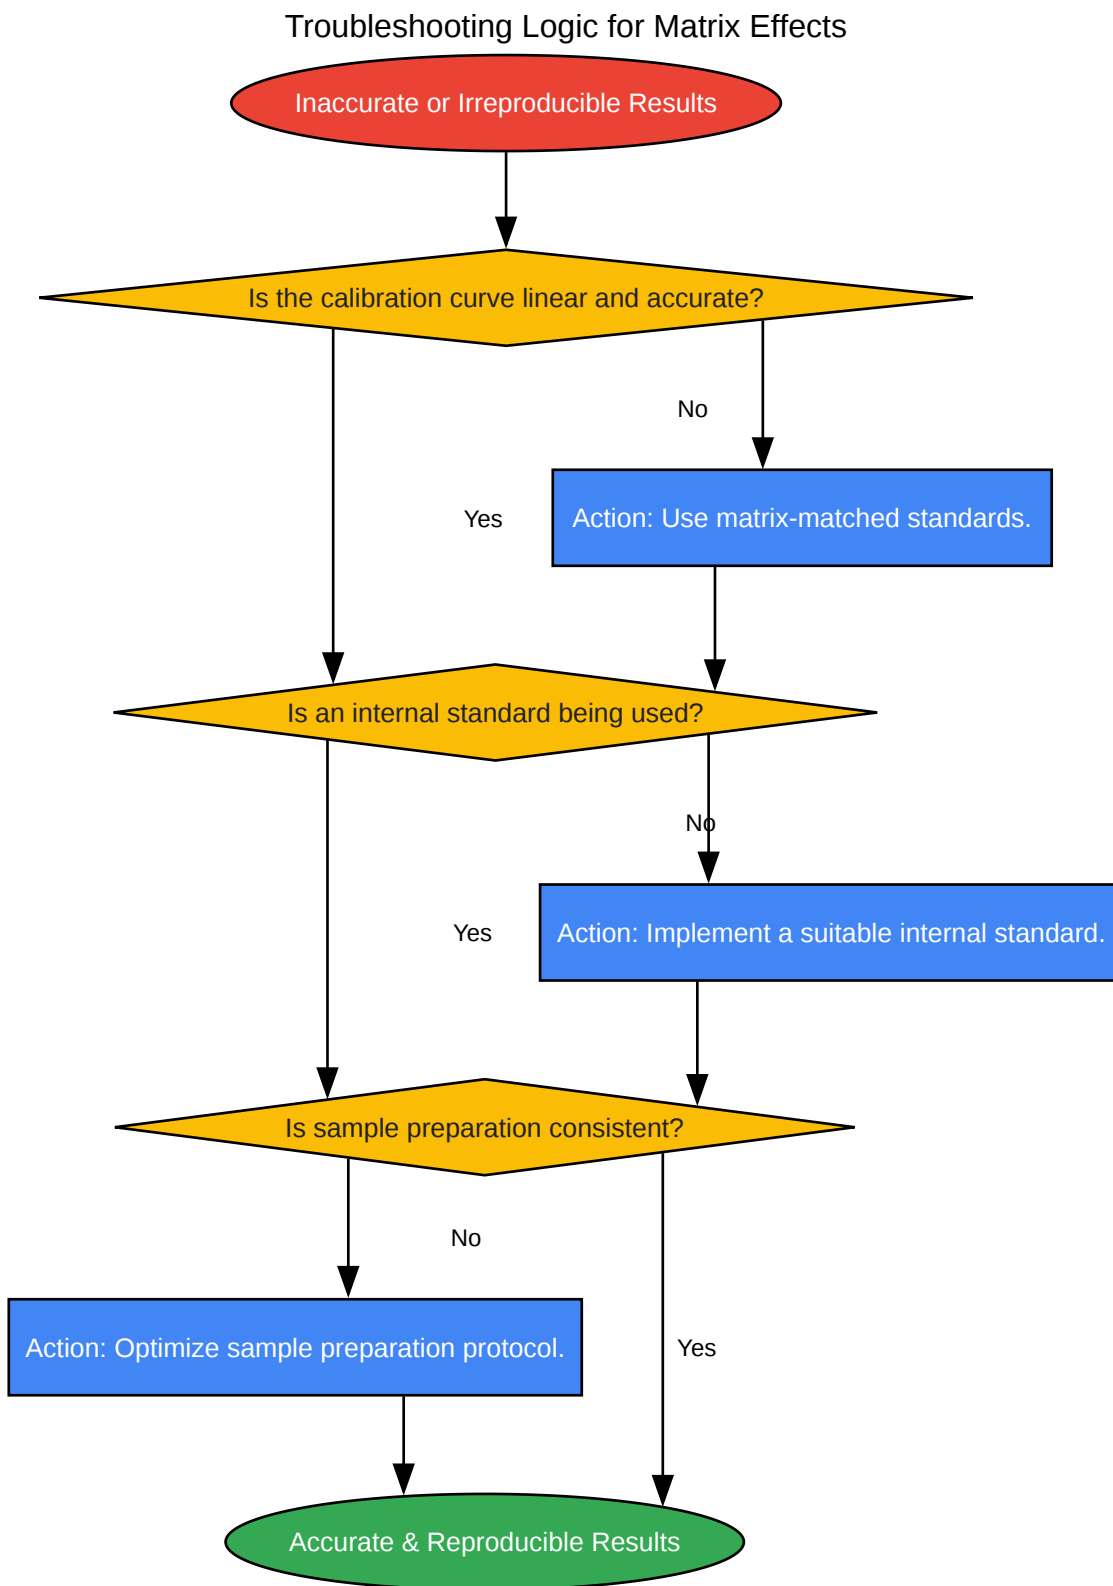 Troubleshooting Logic for Matrix Effects
Inaccurate or Irreproducible Results
Is the calibration curve linear and accurate?
No
Yes
Action: Use matrix-matched standards.
Is an internal standard being used?
No
Yes
Action: Implement a suitable internal standard.
Is sample preparation consistent?
No
Action: Optimize sample preparation protocol.
Yes
Accurate & Reproducible Results